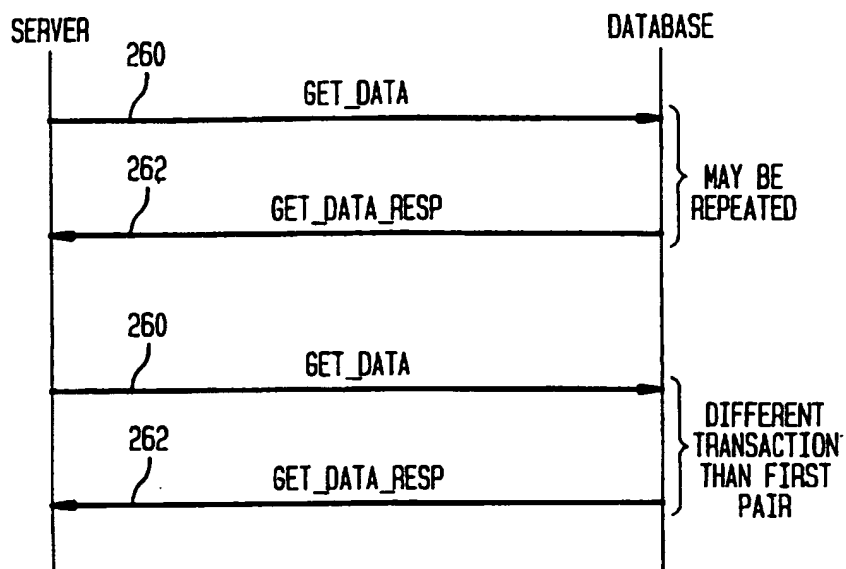 SERVER
DATABASE
260
GET_DATA
262
GET_DATA_RESP
MAY BE
REPEATED
260
GET_DATA
262
GET_DATA_RESP
DIFFERENT
TRANSACTION
THAN FIRST
PAIR